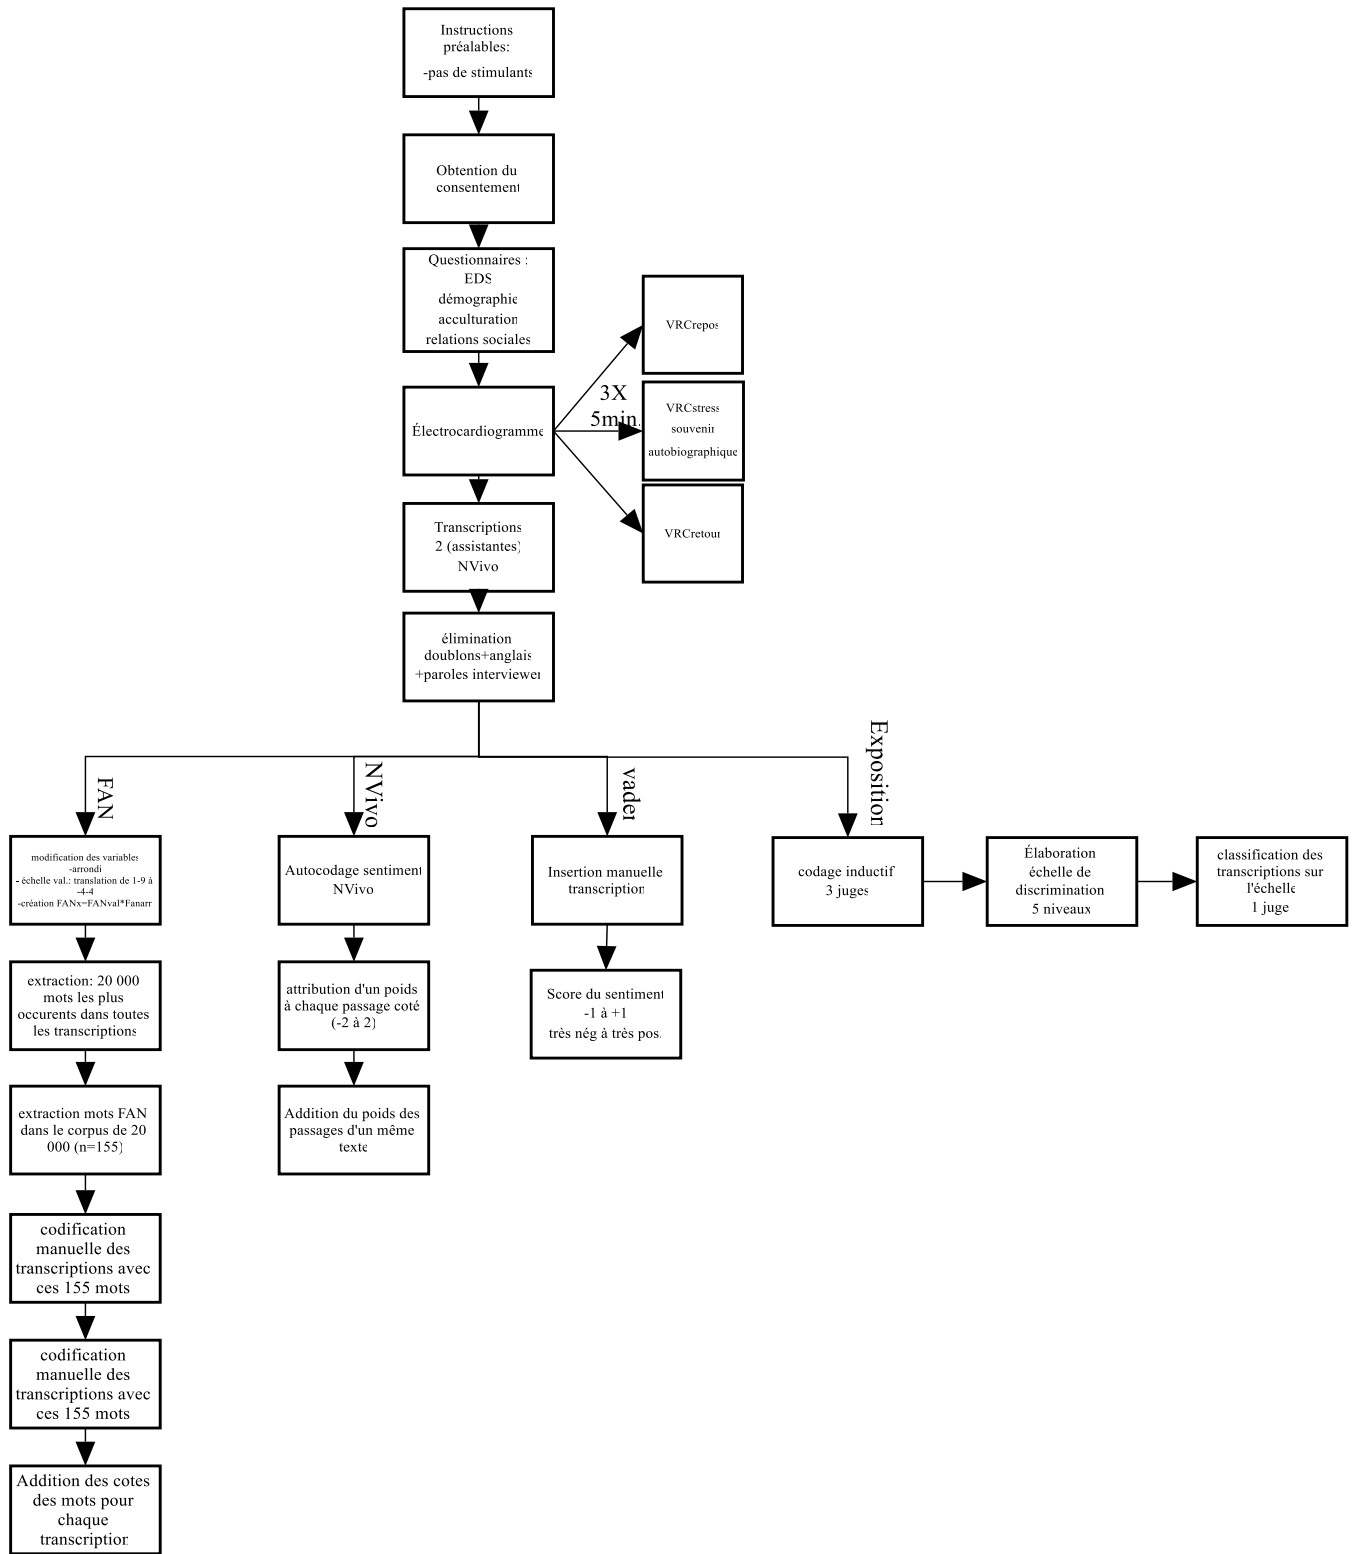 Instructions
préalables:
-pas de stimulants
Obtention du
consentement
Questionnaires :
EDS
démographie
acculturation
relations sociales
Électrocardiogramme
3X
5min.
VRCrepos
VRCstress
souvenir
autobiographique
VRCretour
Transcriptions
2 (assistantes)
NVivo
élimination
doublons+anglais
+paroles interviewer
FAN
NVivo
vader
Exposition
modification des variables
-arrondi
- échelle val.: translation de 1-9 à
-4-4
-création FANx=FANval*Fanarr
extraction: 20 000
mots les plus
occurents dans toutes
les transcriptions
extraction mots FAN
dans le corpus de 20
000 (n=155)
codification
manuelle des
transcriptions avec
ces 155 mots
codification
manuelle des
transcriptions avec
ces 155 mots
Addition des cotes
des mots pour
chaque
transcription
Autocodage sentiment
NVivo
attribution d'un poids
à chaque passage coté
(-2 à 2)
Addition du poids des
passages d'un même
texte
Insertion manuelle
transcription
Score du sentiment
-1 à +1
très nég à très pos.
codage inductif
3 juges
Élaboration
échelle de
discrimination
5 niveaux
classification des
transcriptions sur
l'échelle
1 juge